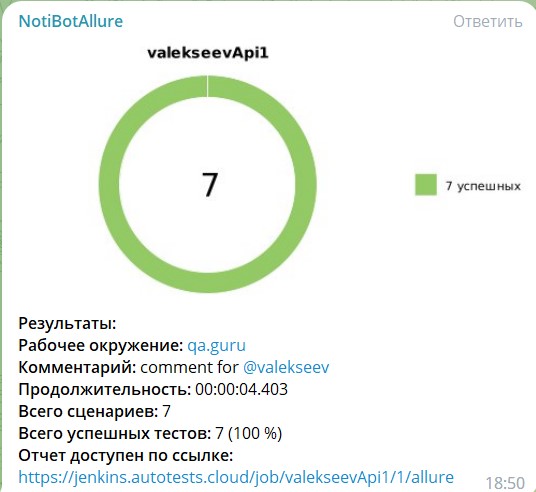 NotiBotAllure
Ответить
valekseevApi1
7
7 успешных
Результаты:
Рабочее окружение: qa.guru
Комментарий: comment for @valekseev
Продолжительность: 00:00:04.403
Всего сценариев: 7
Всего успешных тестов: 7 (100 %)
Отчет доступен по ссылке:
https://jenkins.autotests.cloud/job/valekseevApi1/1/allure
18:50